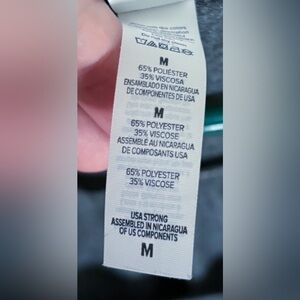 M
65% POLIÉSTER
35% VISCOSA
ENSAMBLADO EN NICARAGUA
DE COMPONENTES DE USA
M
65% POLYESTER
35% VISCOSE
ASSEMBLÉ AU NICARAGUA
DE COMPOSANTS USA
65% POLYESTER
35% VISCOSE
USA STRONG
ASSEMBLED IN NICARAGUA
OF US COMPONENTS
M